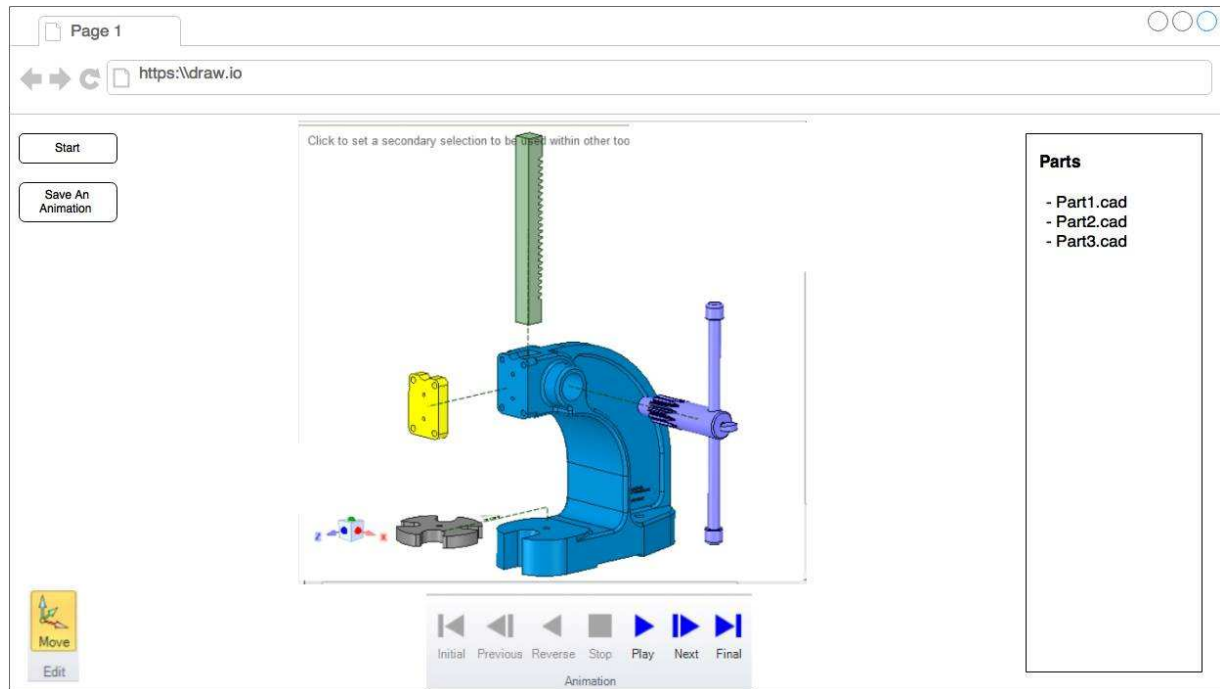 Page 1
https:\\draw.io
Start
Save An
Animation
Click to set a secondary selection to be used within other too
Parts
- Part1.cad
- Part2.cad
- Part3.cad
Z
X
Move
Edit
Initial Previous Reverse Stop Play Next Final
Animation